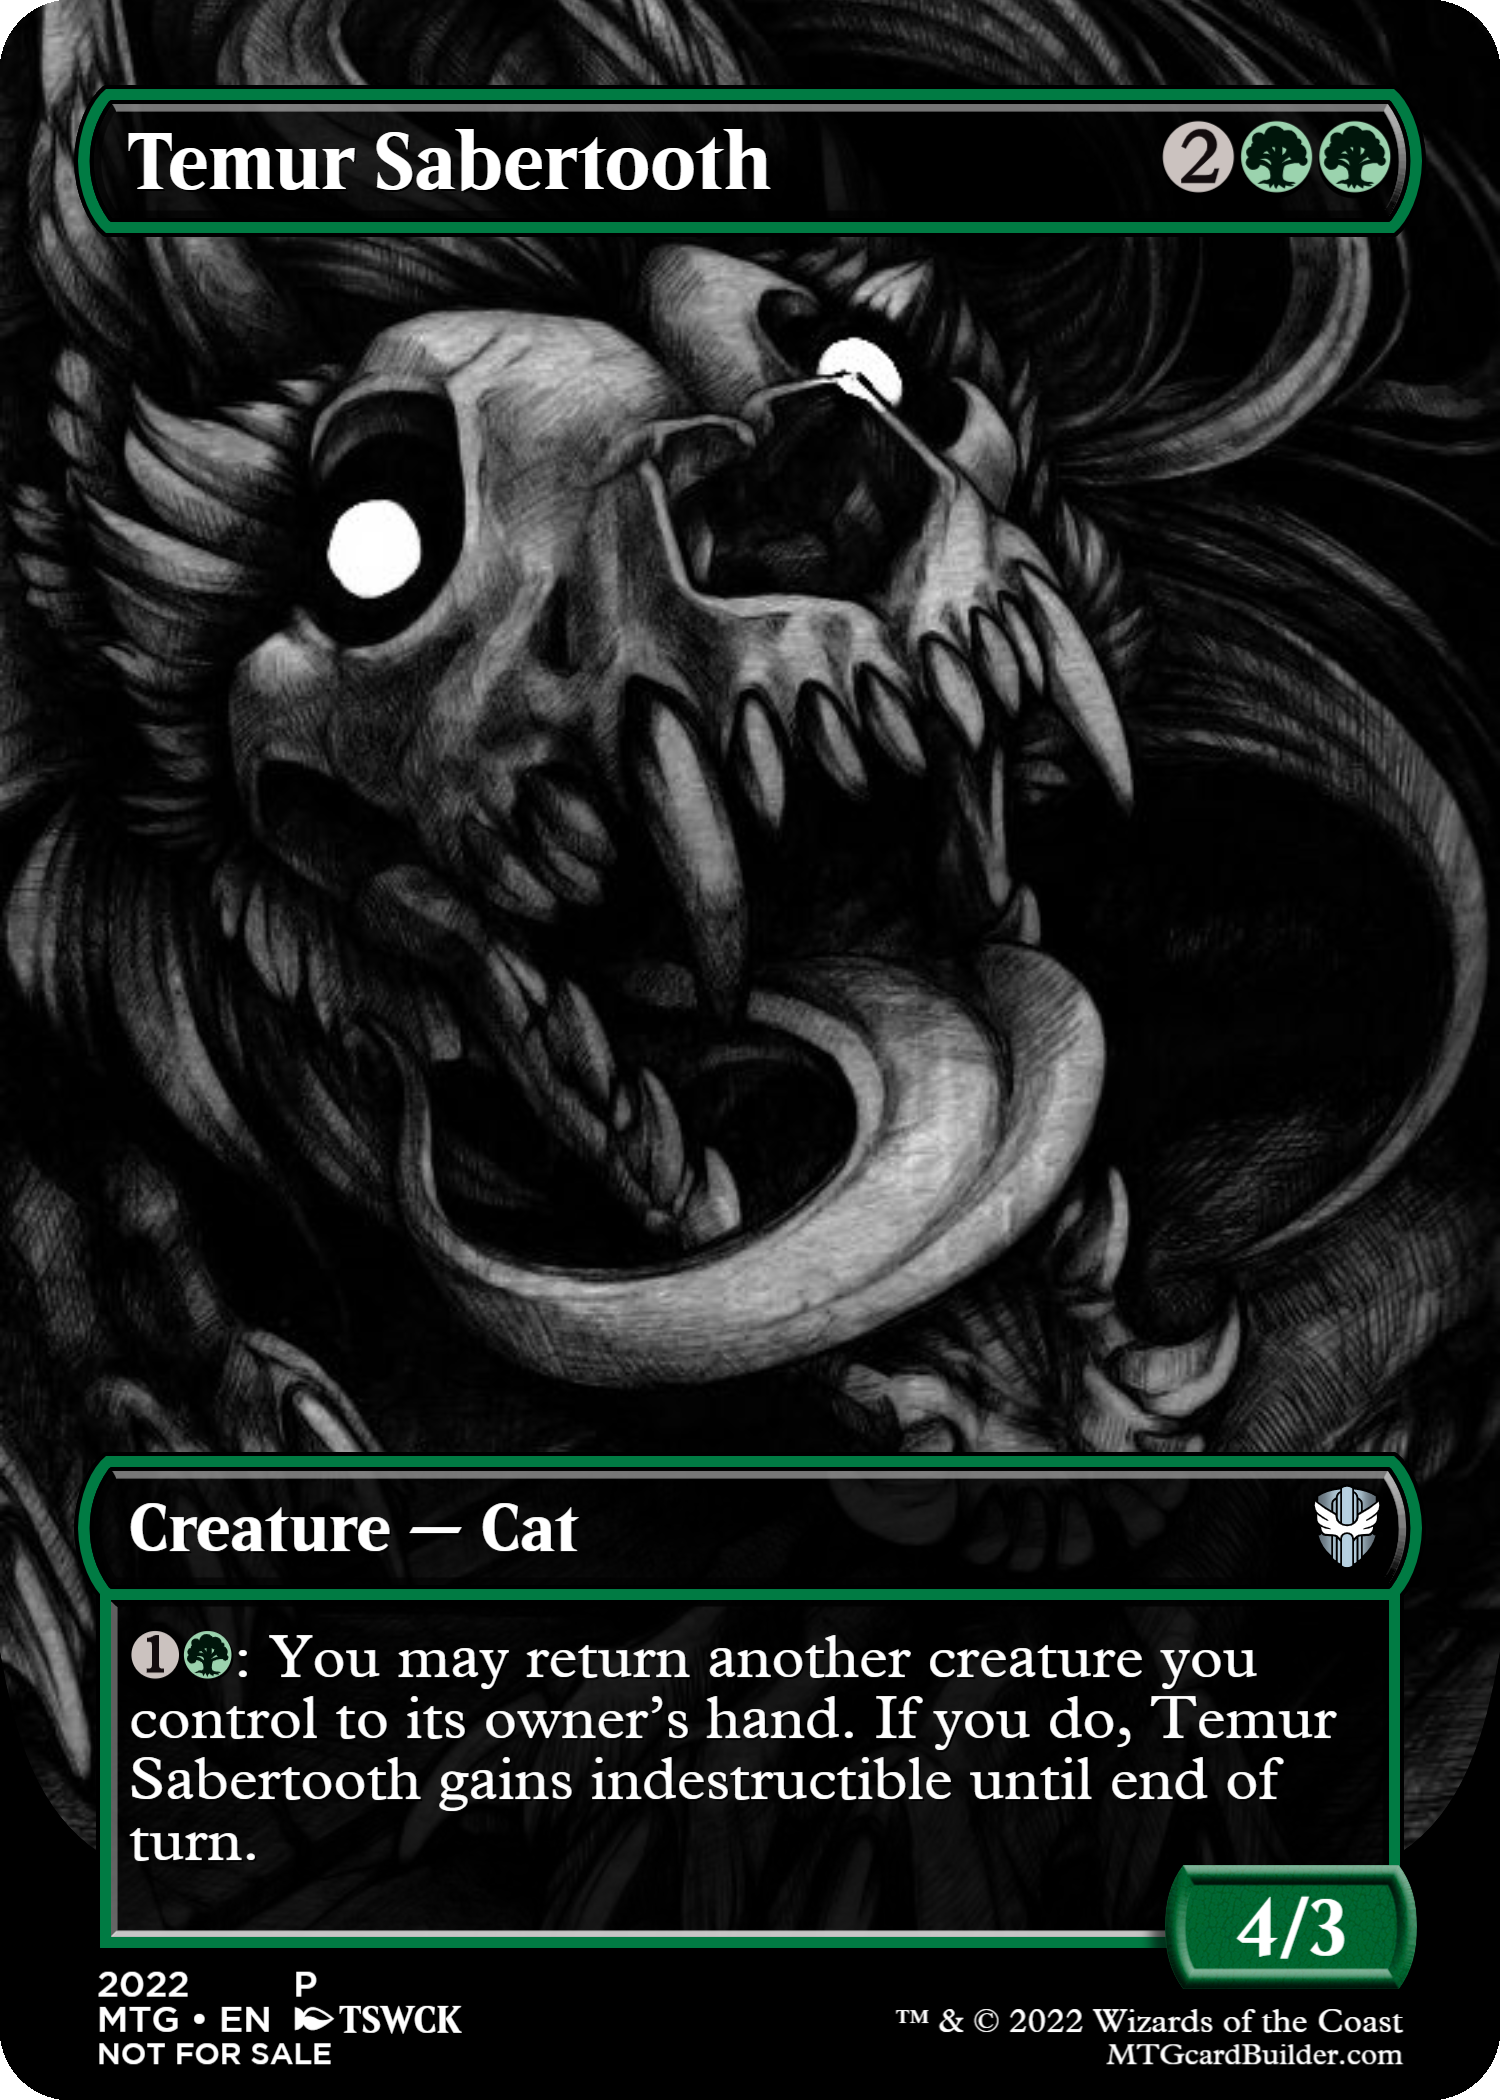 Temur Sabertooth 2
Creature — Cat
1: You may return another creature you
control to its owner’s hand. If you do, Temur
Sabertooth gains indestructible until end of
turn.
4/3
2022 P
MTG • EN TSWCK
NOT FOR SALE
™ & © 2022 Wizards of the Coast
MTGcardBuilder.com